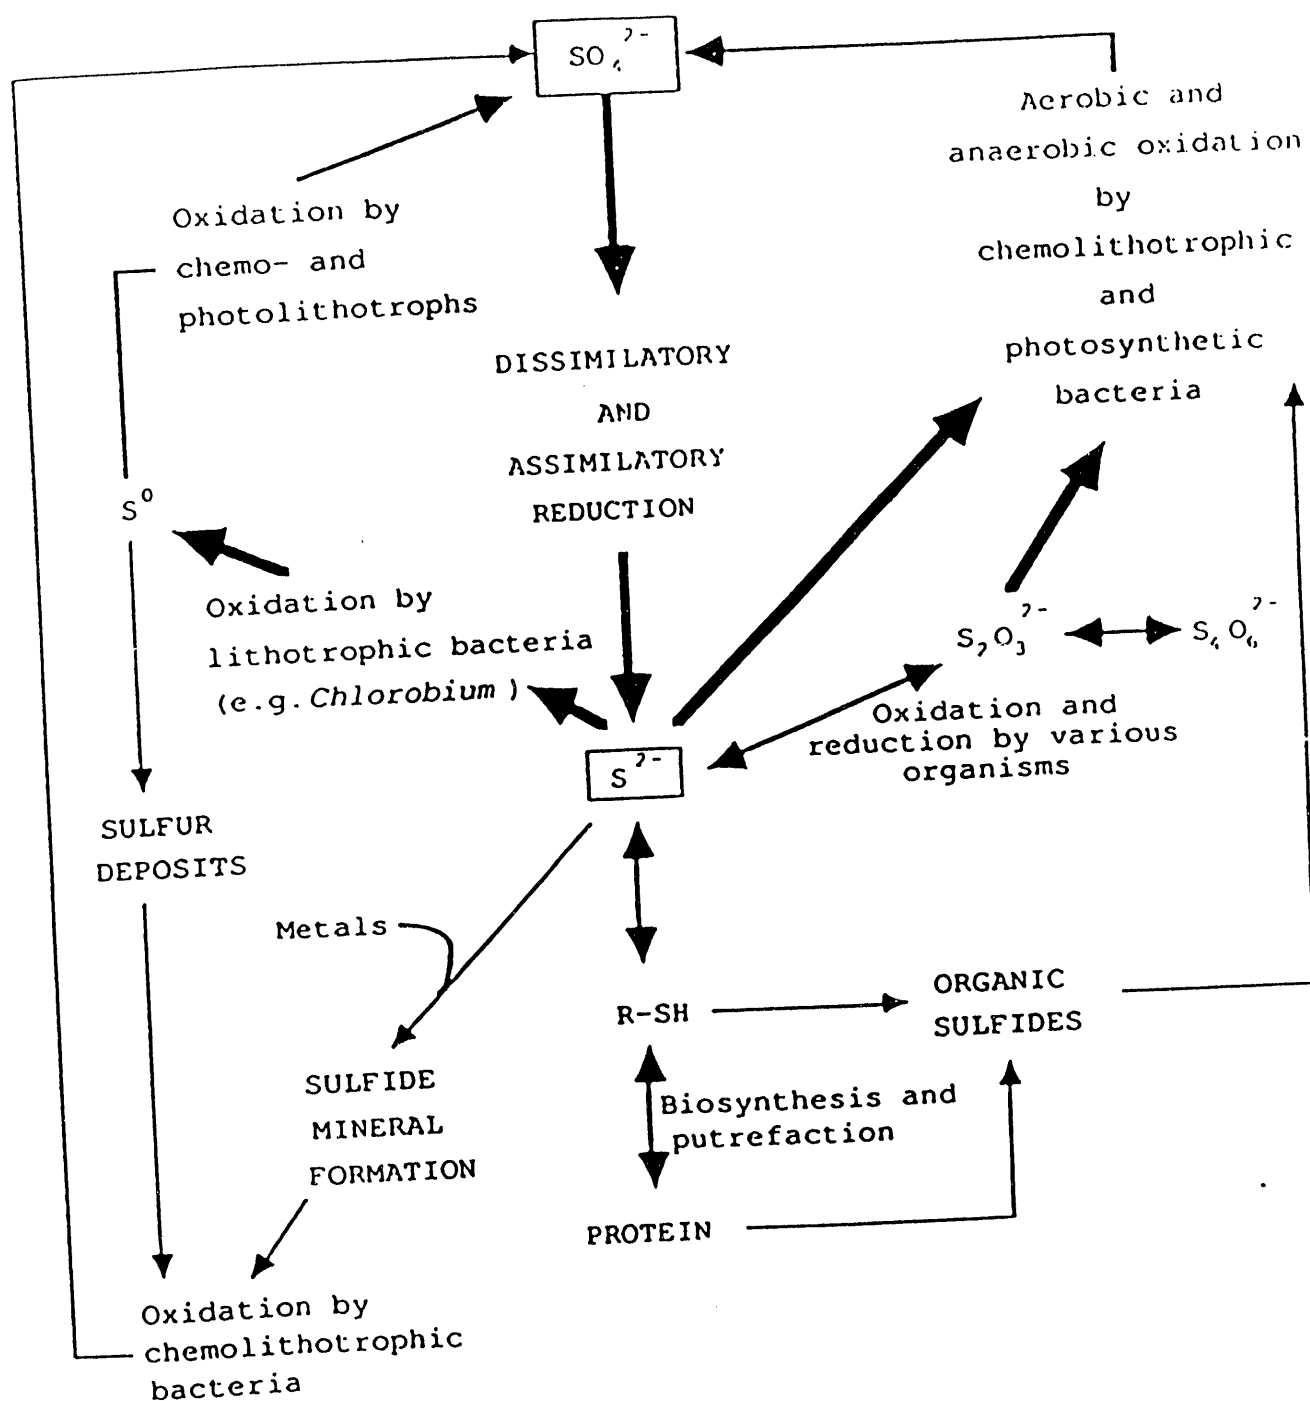 SO₄²⁻
Aerobic and
anaerobic oxidation
by
chemolithotrophic
and
photosynthetic
bacteria
Oxidation by
chemo- and
photolithotrophs
DISSIMILATORY
AND
ASSIMILATORY
REDUCTION
S⁰
Oxidation by
lithotrophic bacteria
(e.g. Chlorobium)
S₂O₃²⁻
S₄O₆²⁻
Oxidation and
reduction by various
organisms
S²⁻
SULFUR
DEPOSITS
Metals
R-SH
ORGANIC
SULFIDES
SULFIDE
MINERAL
FORMATION
Biosynthesis and
putrefaction
PROTEIN
Oxidation by
chemolithotrophic
bacteria